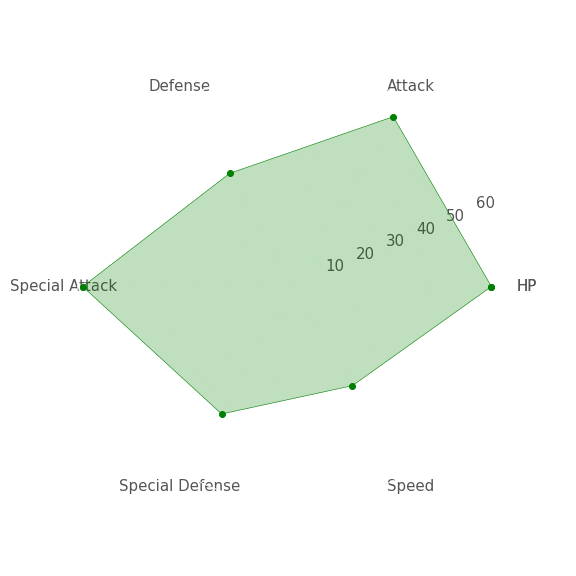 Defense
Attack
60
50
40
30
20
10
Special Attack
HP
Special Defense
Speed